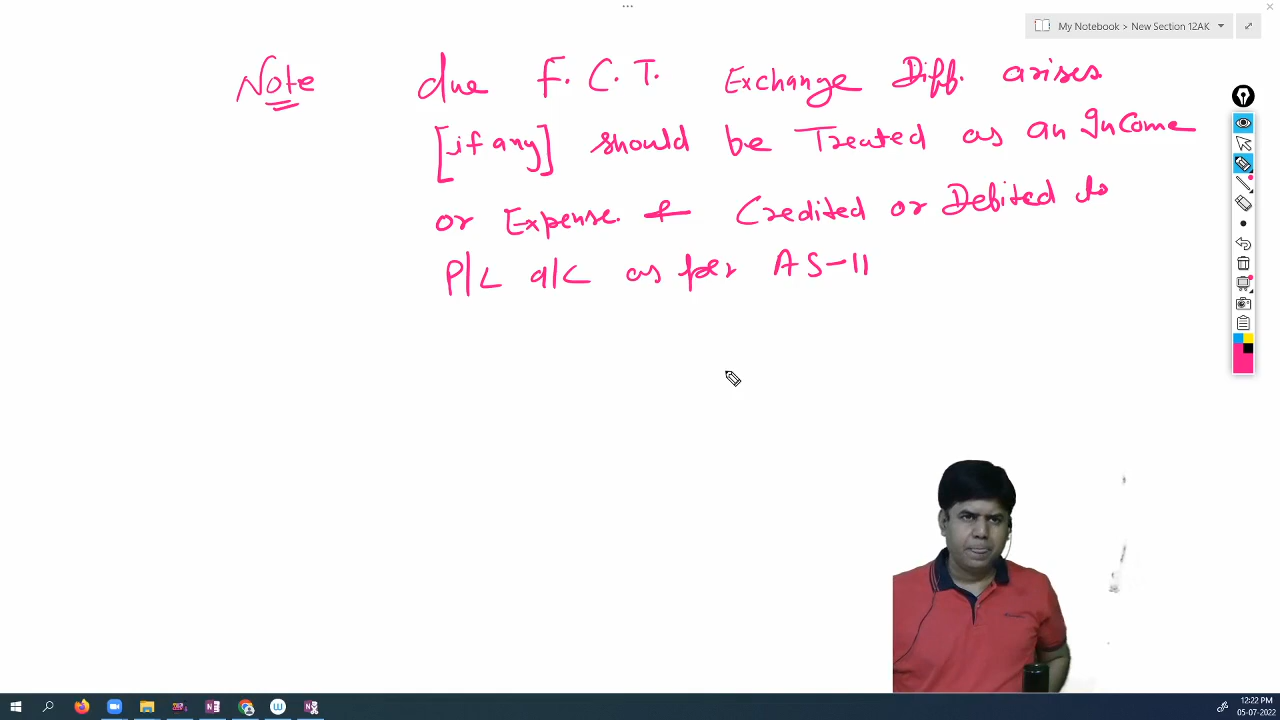 My Notebook > New Section 12AK
Note due F.C.T. Exchange Diff. arises
[if any] should be Treated as an Income
or Expense & Credited or Debited to
P/L a/c as per AS-11
12:22 PM
05-07-2022